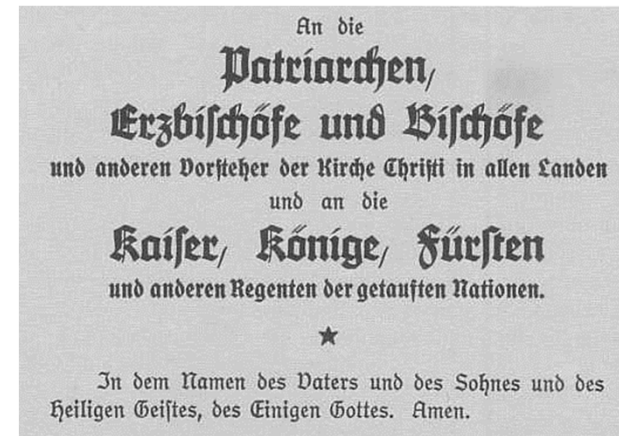 An die
Patriarchen,
Erzbischöfe und Bischöfe
und anderen Vorsteher der Kirche Christi in allen Landen
und an die
Kaiser, Könige, Fürsten
und anderen Regenten der getauften Nationen.
★
In dem Namen des Vaters und des Sohnes und des
Heiligen Geistes, des Einigen Gottes. Amen.